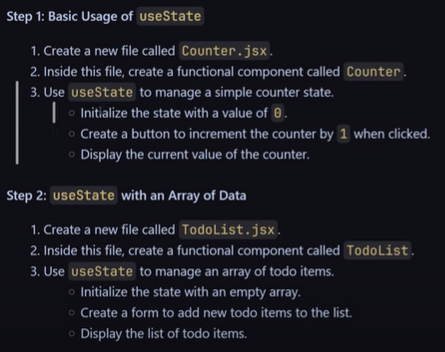 Step 1: Basic Usage of useState
1. Create a new file called Counter.jsx.
2. Inside this file, create a functional component called Counter.
3. Use useState to manage a simple counter state.
○ Initialize the state with a value of 0.
○ Create a button to increment the counter by 1 when clicked.
○ Display the current value of the counter.
Step 2: useState with an Array of Data
1. Create a new file called TodoList.jsx.
2. Inside this file, create a functional component called TodoList.
3. Use useState to manage an array of todo items.
○ Initialize the state with an empty array.
○ Create a form to add new todo items to the list.
○ Display the list of todo items.